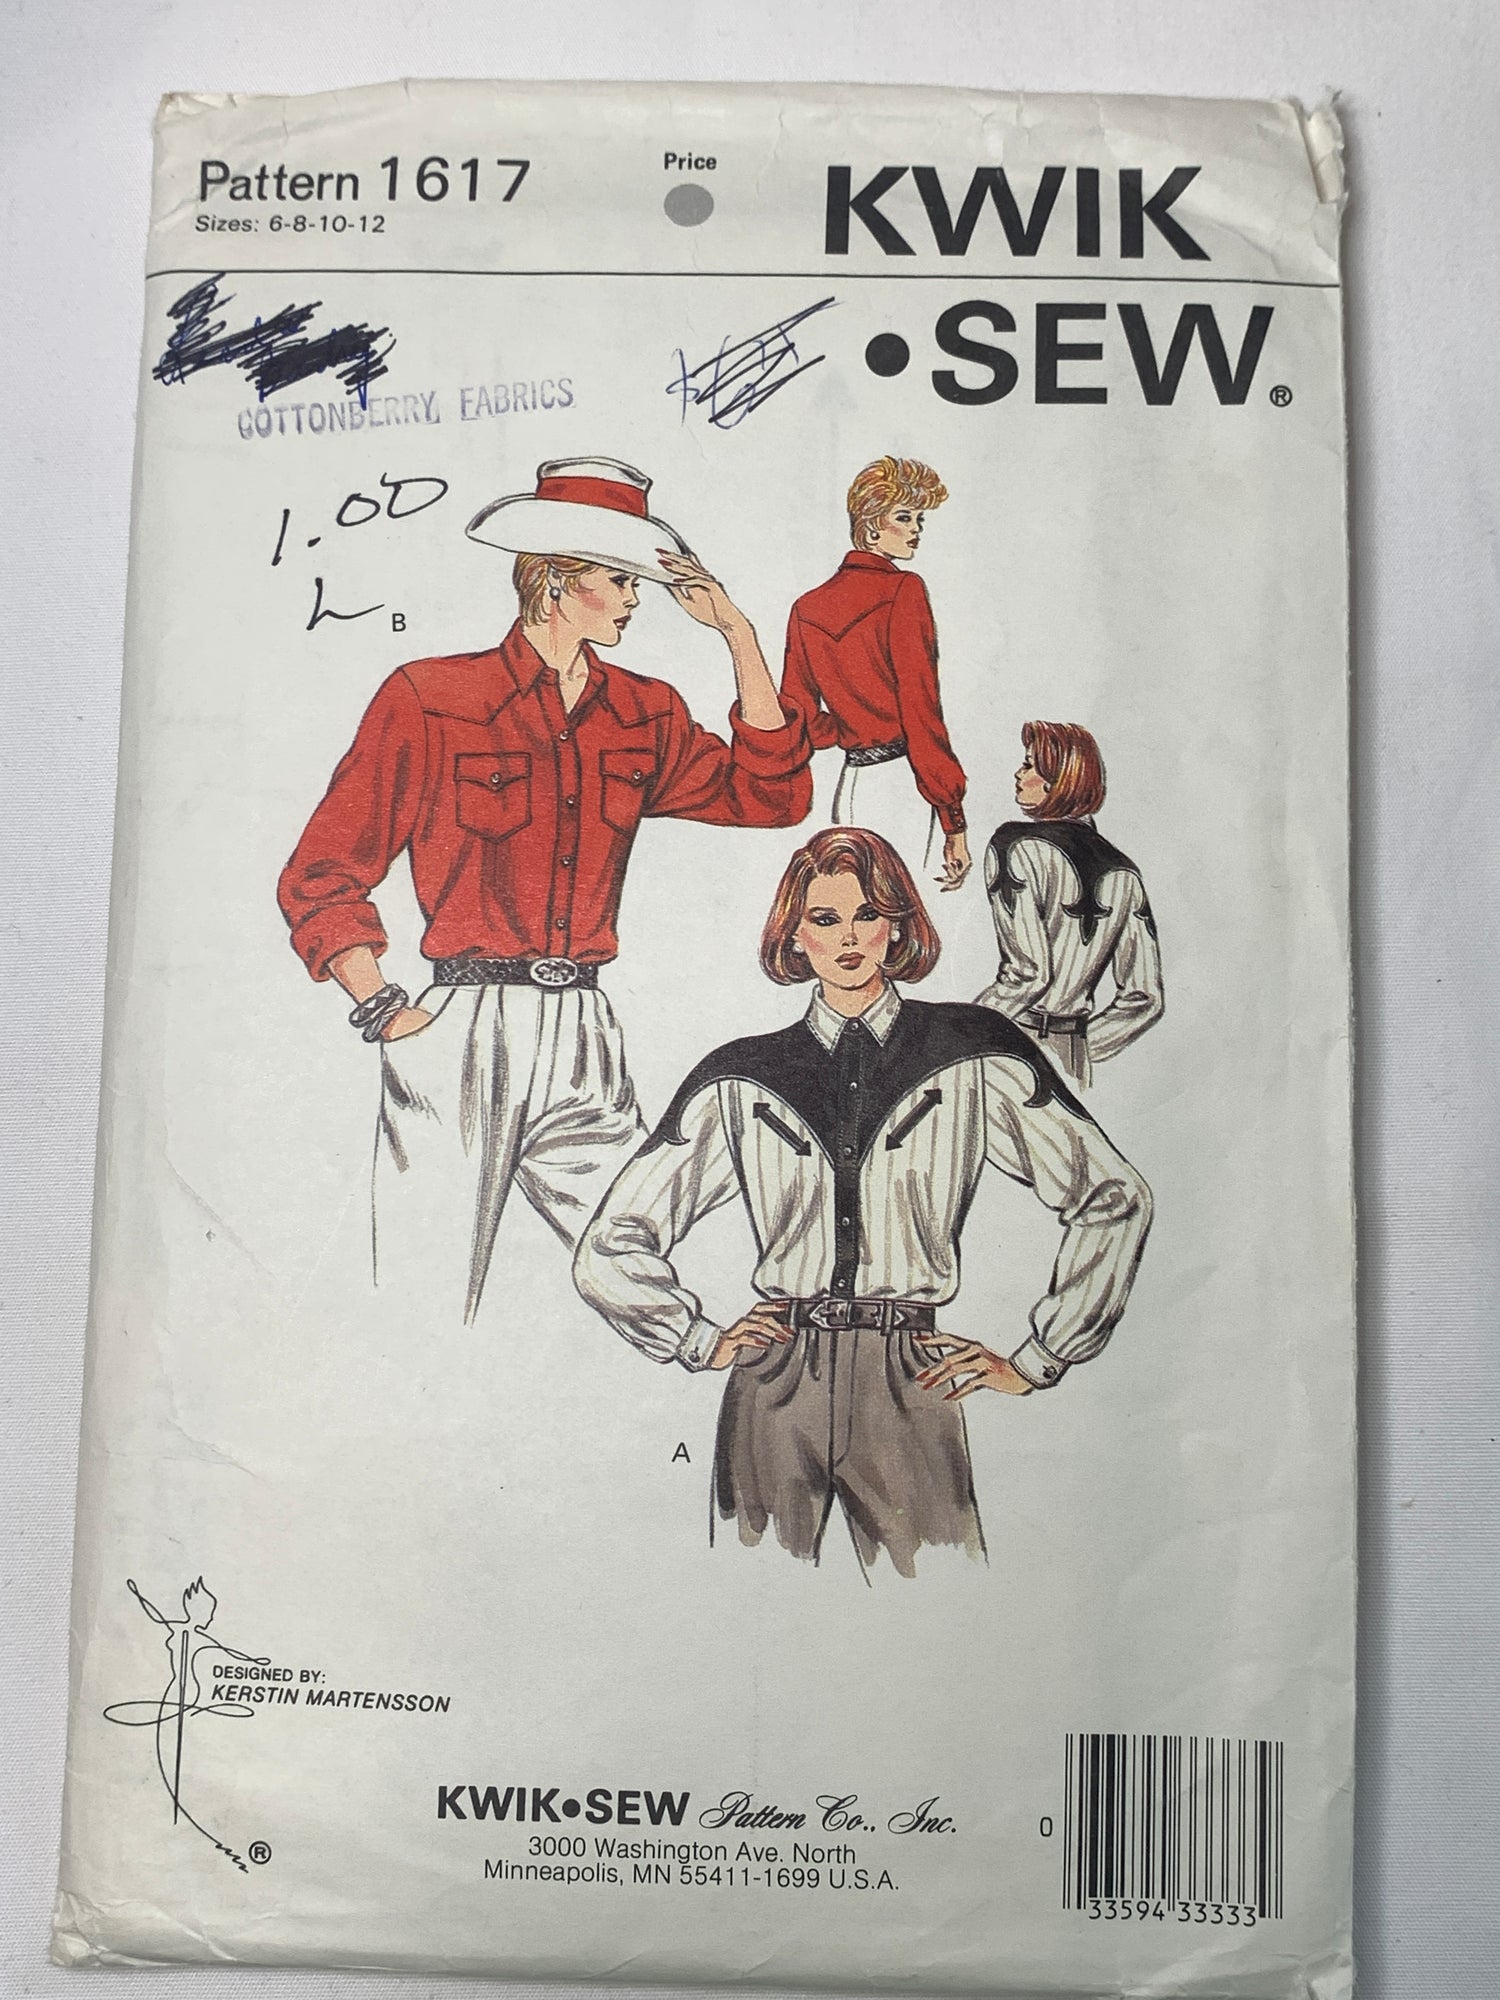 Pattern 1617
Sizes: 6-8-10-12
Price
KWIK
•SEW®
COTTONBERRY FABRICS
1.00
L
B
A
DESIGNED BY:
KERSTIN MARTENSSON
®
KWIK•SEW Pattern Co., Inc.
3000 Washington Ave. North
Minneapolis, MN 55411-1699 U.S.A.
0 33594 33333